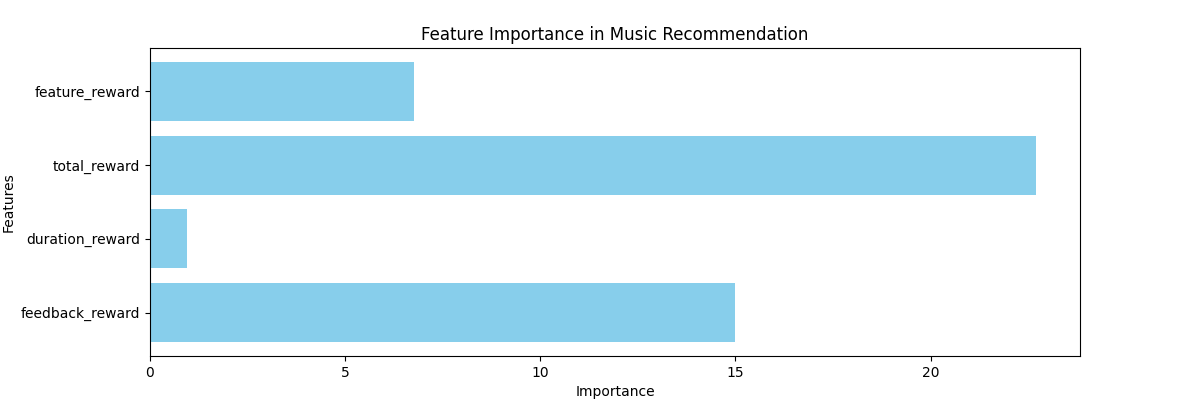 Feature Importance in Music Recommendation
Features
feature_reward
total_reward
duration_reward
feedback_reward
0 5 10 15 20
Importance